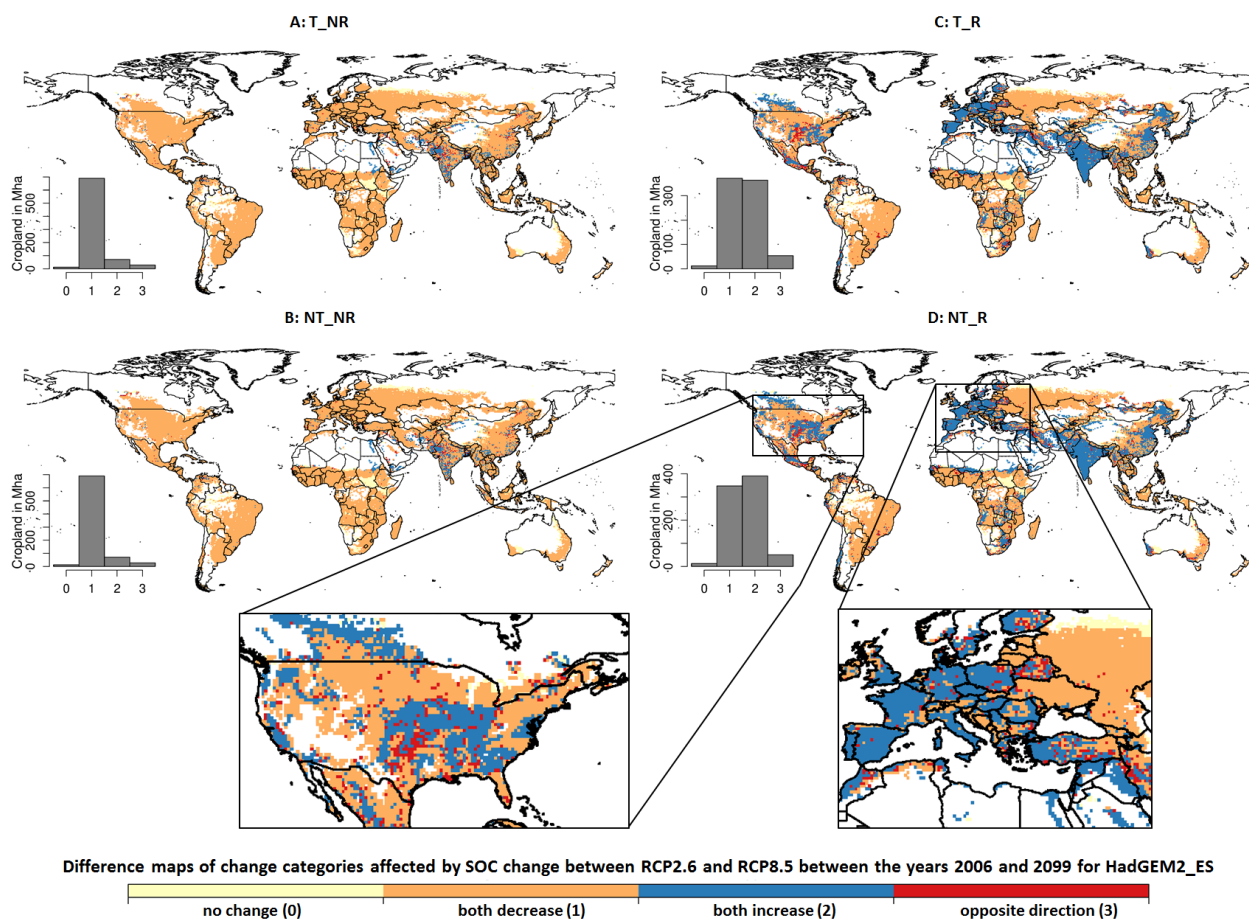 A: T_NR
C: T_R
Cropland in Mha
0 200 500
0 1 2 3
Cropland in Mha
0 100 300
0 1 2 3
B: NT_NR
D: NT_R
Cropland in Mha
0 200 500
0 1 2 3
Cropland in Mha
0 200 400
0 1 2 3
Difference maps of change categories affected by SOC change between RCP2.6 and RCP8.5 between the years 2006 and 2099 for HadGEM2_ES
no change (0) both decrease (1) both increase (2) opposite direction (3)